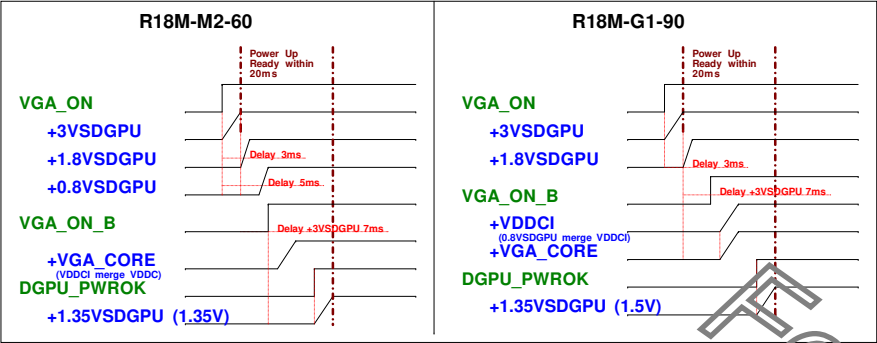 R18M-M2-60
Power Up
Ready within
20ms
VGA_ON
+3VSDGPU
+1.8VSDGPU
Delay 3ms
+0.8VSDGPU
Delay 5ms
VGA_ON_B
Delay +3VSDGPU 7ms
+VGA_CORE
(VDDCI merge VDDC)
DGPU_PWROK
+1.35VSDGPU (1.35V)
R18M-G1-90
Power Up
Ready within
20ms
VGA_ON
+3VSDGPU
+1.8VSDGPU
Delay 3ms
VGA_ON_B
Delay +3VSDGPU 7ms
+VDDCI
(0.8VSDGPU merge VDDCI)
+VGA_CORE
DGPU_PWROK
+1.35VSDGPU (1.5V)